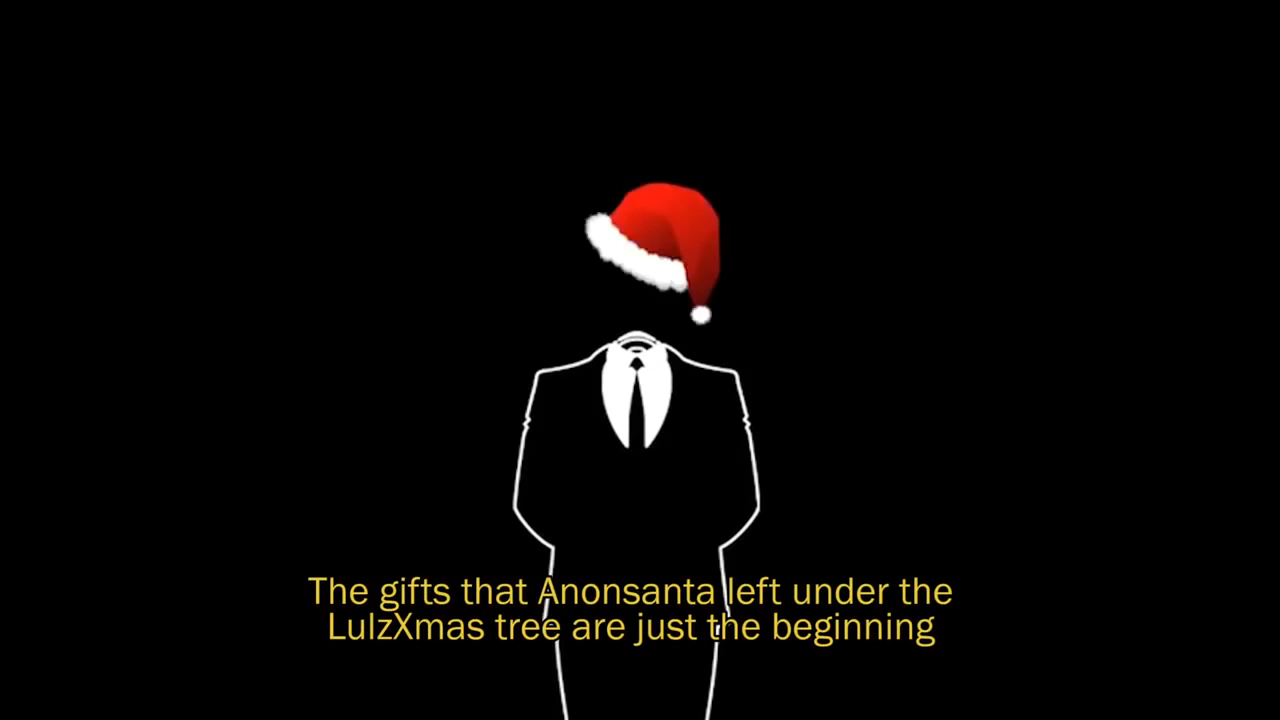 The gifts that Anonsanta left under the
LulzXmas tree are just the beginning